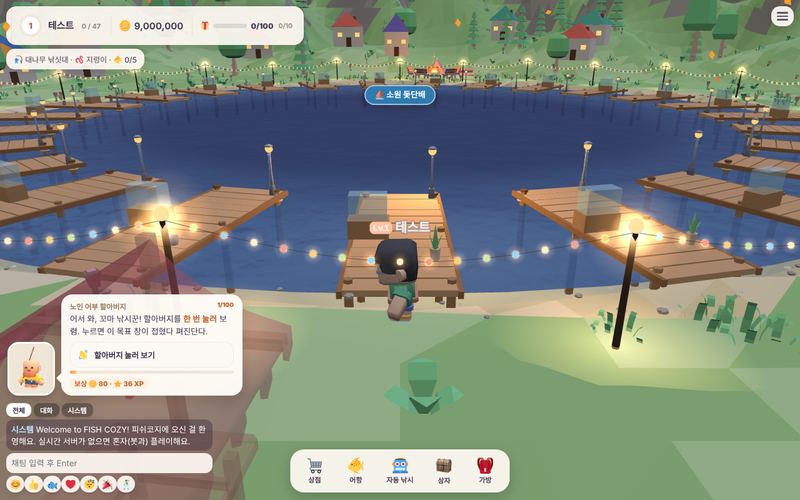 1 테스트 0 / 47 9,000,000 0/100 0/10
대나무 낚싯대 · 지렁이 · 0/5
소원 돛단배
Lv.1 테스트
노인 어부 할아버지 1/100
어서 와, 꼬마 낚시꾼! 할아버지를 한 번 눌러 보
렴. 누르면 이 목표 창이 접혔다 펴진단다.
할아버지 눌러 보기
보상 80 · 36 XP
전체 대화 시스템
시스템 Welcome to FISH COZY! 피쉬코지에 오신 걸 환
영해요. 실시간 서버가 없으면 혼자(봇과) 플레이해요.
채팅 입력 후 Enter
상점 어항 자동 낚시 상자 가방